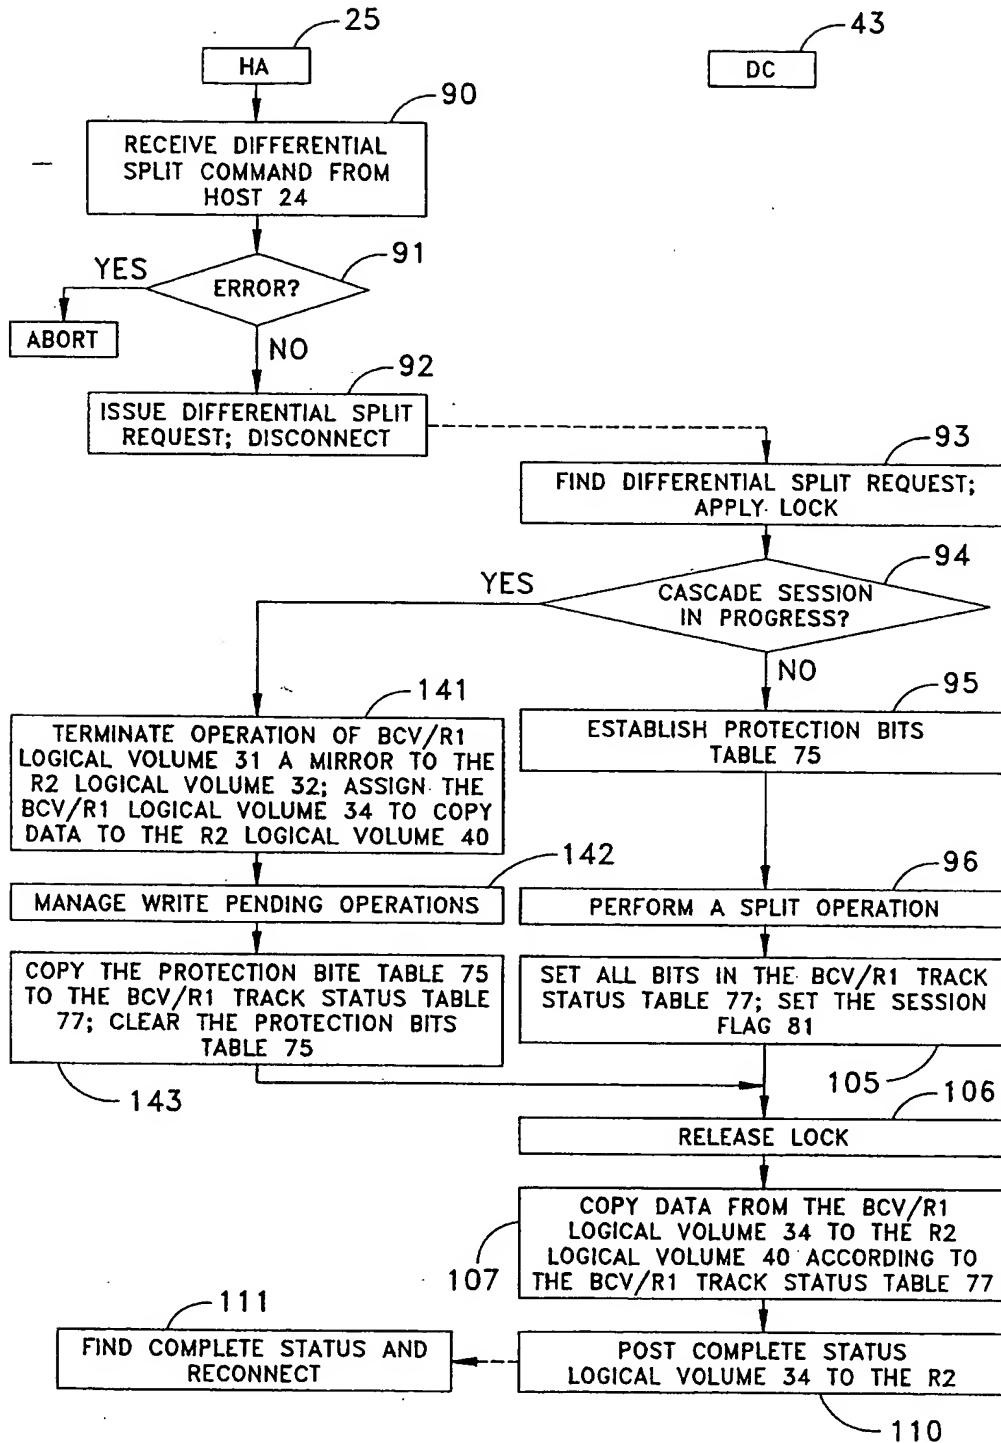 25
43
HA
DC
90
RECEIVE DIFFERENTIAL
SPLIT COMMAND FROM
HOST 24
91
YES
ERROR?
ABORT
NO
92
ISSUE DIFFERENTIAL SPLIT
REQUEST; DISCONNECT
93
FIND DIFFERENTIAL SPLIT REQUEST;
APPLY LOCK
94
YES
CASCADE SESSION
IN PROGRESS?
NO
141
95
TERMINATE OPERATION OF BCV/R1
LOGICAL VOLUME 31 A MIRROR TO THE
R2 LOGICAL VOLUME 32; ASSIGN THE
BCV/R1 LOGICAL VOLUME 34 TO COPY
DATA TO THE R2 LOGICAL VOLUME 40
ESTABLISH PROTECTION BITS
TABLE 75
142
96
MANAGE WRITE PENDING OPERATIONS
PERFORM A SPLIT OPERATION
COPY THE PROTECTION BITE TABLE 75
TO THE BCV/R1 TRACK STATUS TABLE
77; CLEAR THE PROTECTION BITS
TABLE 75
SET ALL BITS IN THE BCV/R1 TRACK
STATUS TABLE 77; SET THE SESSION
FLAG 81
143
105
106
RELEASE LOCK
COPY DATA FROM THE BCV/R1
LOGICAL VOLUME 34 TO THE R2
LOGICAL VOLUME 40 ACCORDING TO
THE BCV/R1 TRACK STATUS TABLE 77
107
111
FIND COMPLETE STATUS AND
RECONNECT
POST COMPLETE STATUS
LOGICAL VOLUME 34 TO THE R2
110